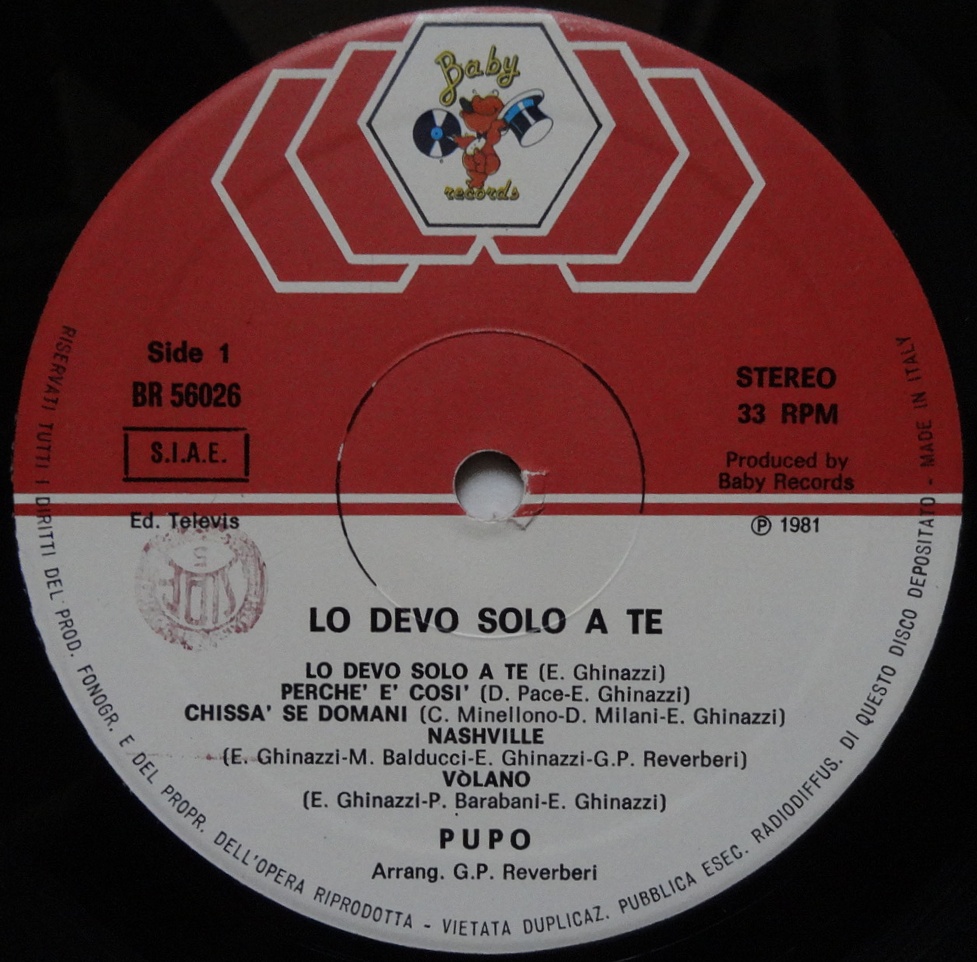 Baby
records
Side 1
BR 56026
S.I.A.E.
Ed. Televis
STEREO
33 RPM
Produced by
Baby Records
Ⓟ 1981
LO DEVO SOLO A TE
LO DEVO SOLO A TE (E. Ghinazzi)
PERCHE' E' COSI' (D. Pace-E. Ghinazzi)
CHISSA' SE DOMANI (C. Minellono-D. Milani-E. Ghinazzi)
NASHVILLE
(E. Ghinazzi-M. Balducci-E. Ghinazzi-G.P. Reverberi)
VOLANO
(E. Ghinazzi-P. Barabani-E. Ghinazzi)
PUPO
Arrang. G.P. Reverberi
RISERVATI TUTTI I DIRITTI DEL PROD. FONOGR. E DEL PROPR. DELL'OPERA RIPRODOTTA - VIETATA DUPLICAZ. PUBBLICA ESEC. RADIODIFFUS. DI QUESTO DISCO DEPOSITATO - MADE IN ITALY